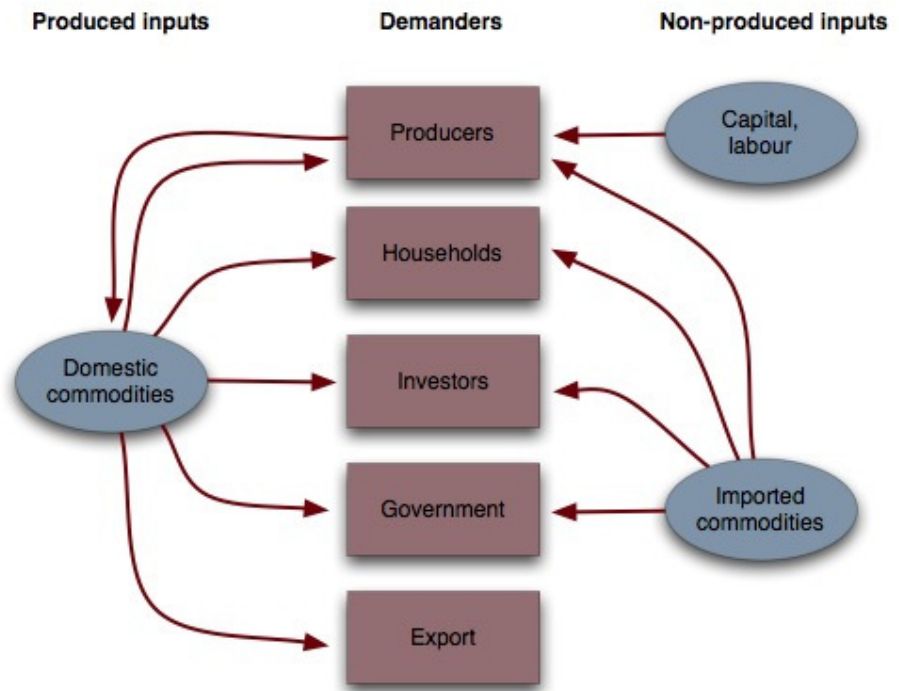 Produced inputs
Demanders
Non-produced inputs
Producers
Capital,
labour
Households
Domestic
commodities
Investors
Government
Imported
commodities
Export